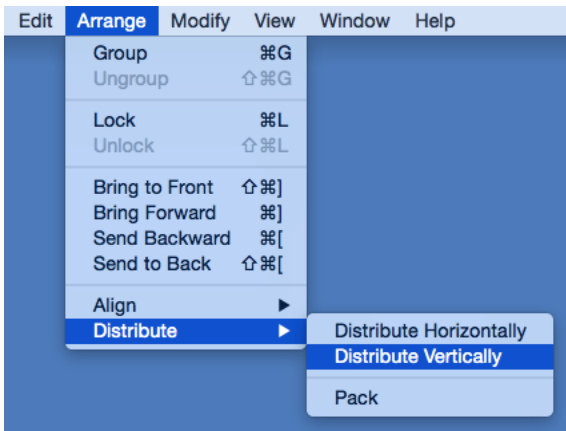 Edit Arrange Modify View Window Help
Group ⌘G
Ungroup ⇧⌘G
Lock ⌘L
Unlock ⇧⌘L
Bring to Front ⇧⌘]
Bring Forward ⌘]
Send Backward ⌘[
Send to Back ⇧⌘[
Align ▶
Distribute ▶
Distribute Horizontally
Distribute Vertically
Pack